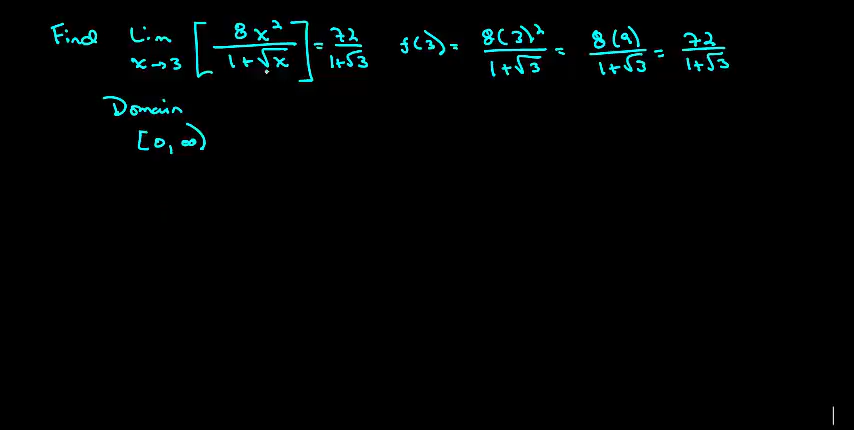 Find Lim x→3 [ 8x² / 1+√x ] = 72 / 1+√3 f(3) = 8(3)² / 1+√3 = 8(9) / 1+√3 = 72 / 1+√3
Domain
[0, ∞)